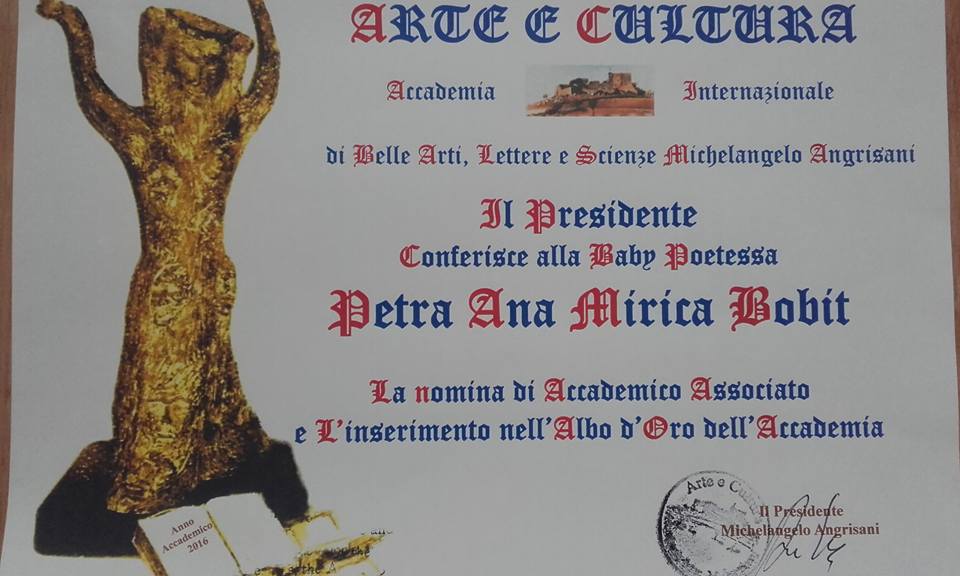 ARTE E CULTURA
Accademia Internazionale
di Belle Arti, Lettere e Scienze Michelangelo Angrisani
Il Presidente
Conferisce alla Baby Poetessa
Petra Ana Mirica Bobit
La nomina di Accademico Associato
e L'inserimento nell'Albo d'Oro dell'Accademia
Anno
Accademico
2016
Arte e Cu
Il Presidente
Michelangelo Angrisani